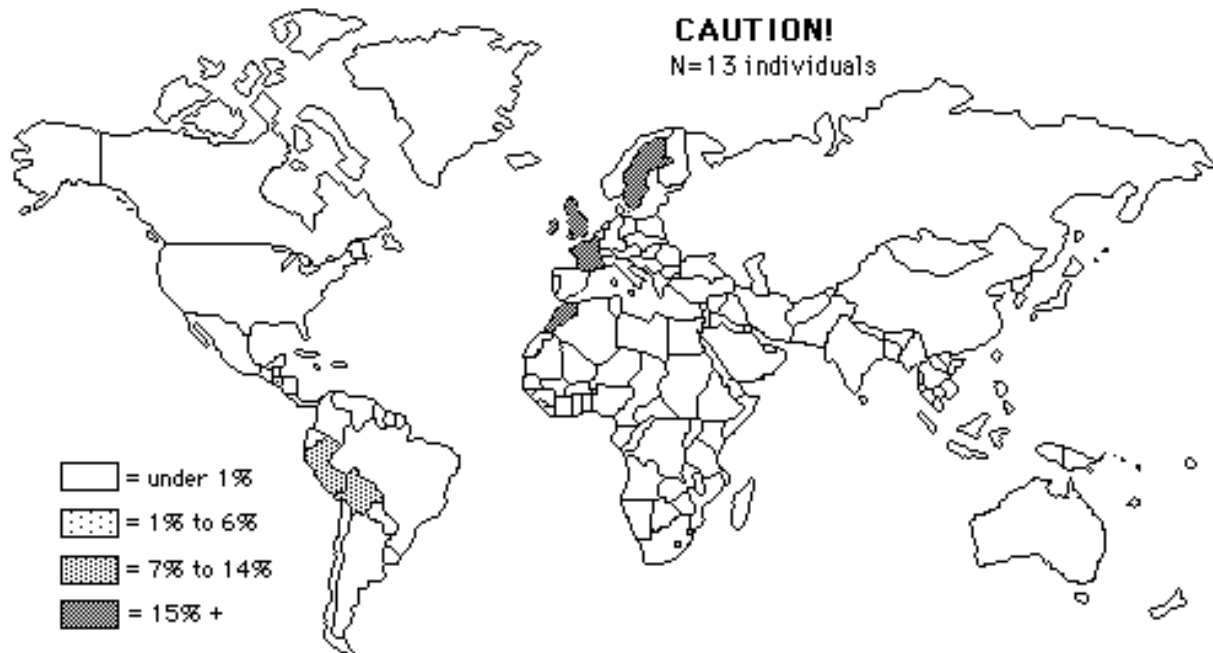 CAUTION!
N=13 individuals
= under 1%
= 1% to 6%
= 7% to 14%
= 15% +